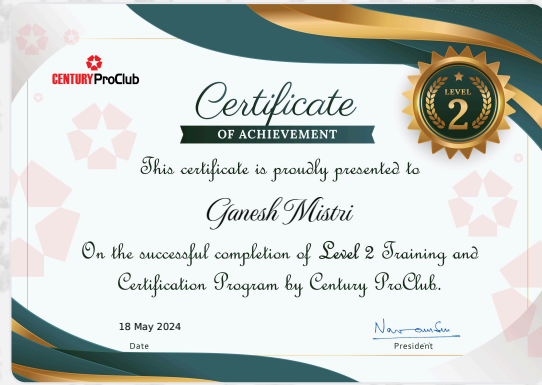 CENTURY ProClub
Certificate
OF ACHIEVEMENT
LEVEL
2
This certificate is proudly presented to
Ganesh Mistri
On the successful completion of Level 2 Training and
Certification Program by Century ProClub.
18 May 2024
Date
President